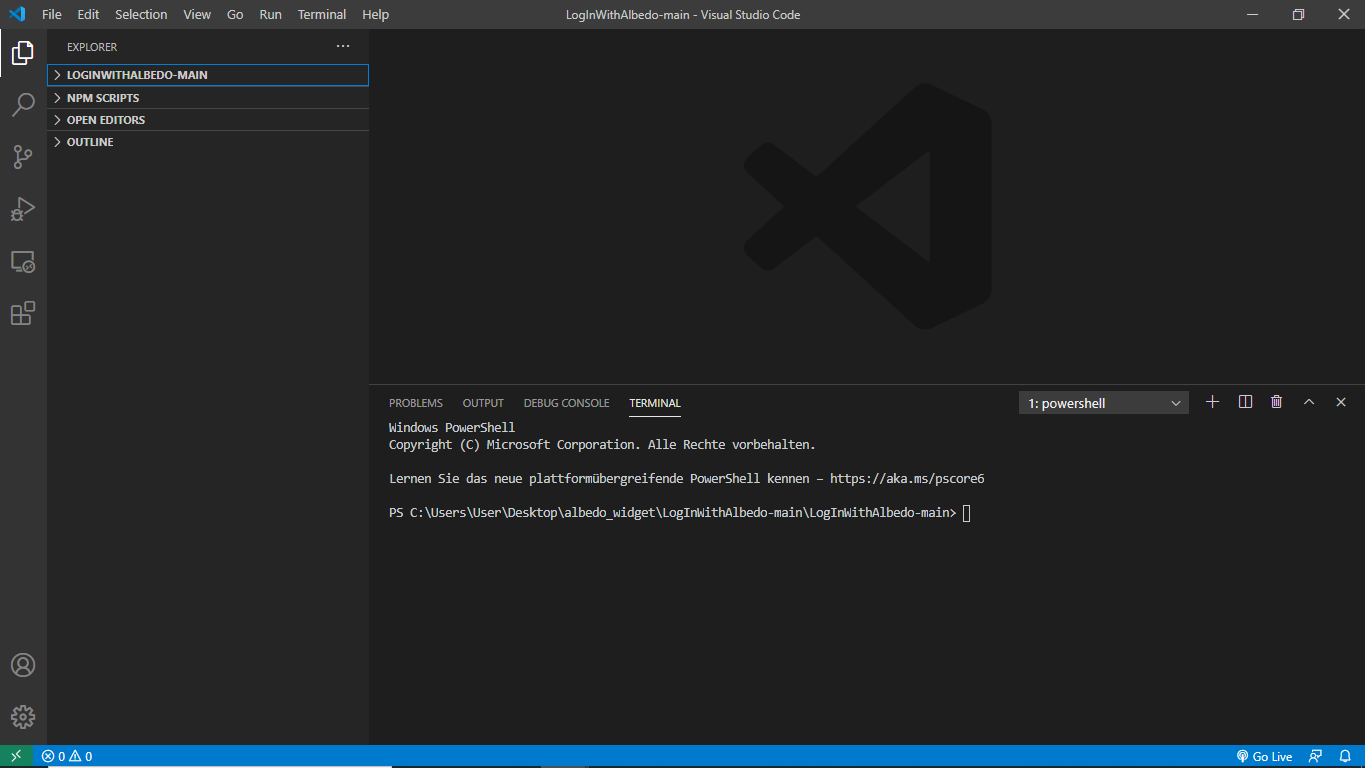 File Edit Selection View Go Run Terminal Help LogInWithAlbedo-main - Visual Studio Code
EXPLORER
LOGINWITHALBEDO-MAIN
NPM SCRIPTS
OPEN EDITORS
OUTLINE
PROBLEMS OUTPUT DEBUG CONSOLE TERMINAL 1: powershell
Windows PowerShell
Copyright (C) Microsoft Corporation. Alle Rechte vorbehalten.
Lernen Sie das neue plattformübergreifende PowerShell kennen – https://aka.ms/pscore6
PS C:\Users\User\Desktop\albedo_widget\LogInWithAlbedo-main\LogInWithAlbedo-main>
0 0 Go Live